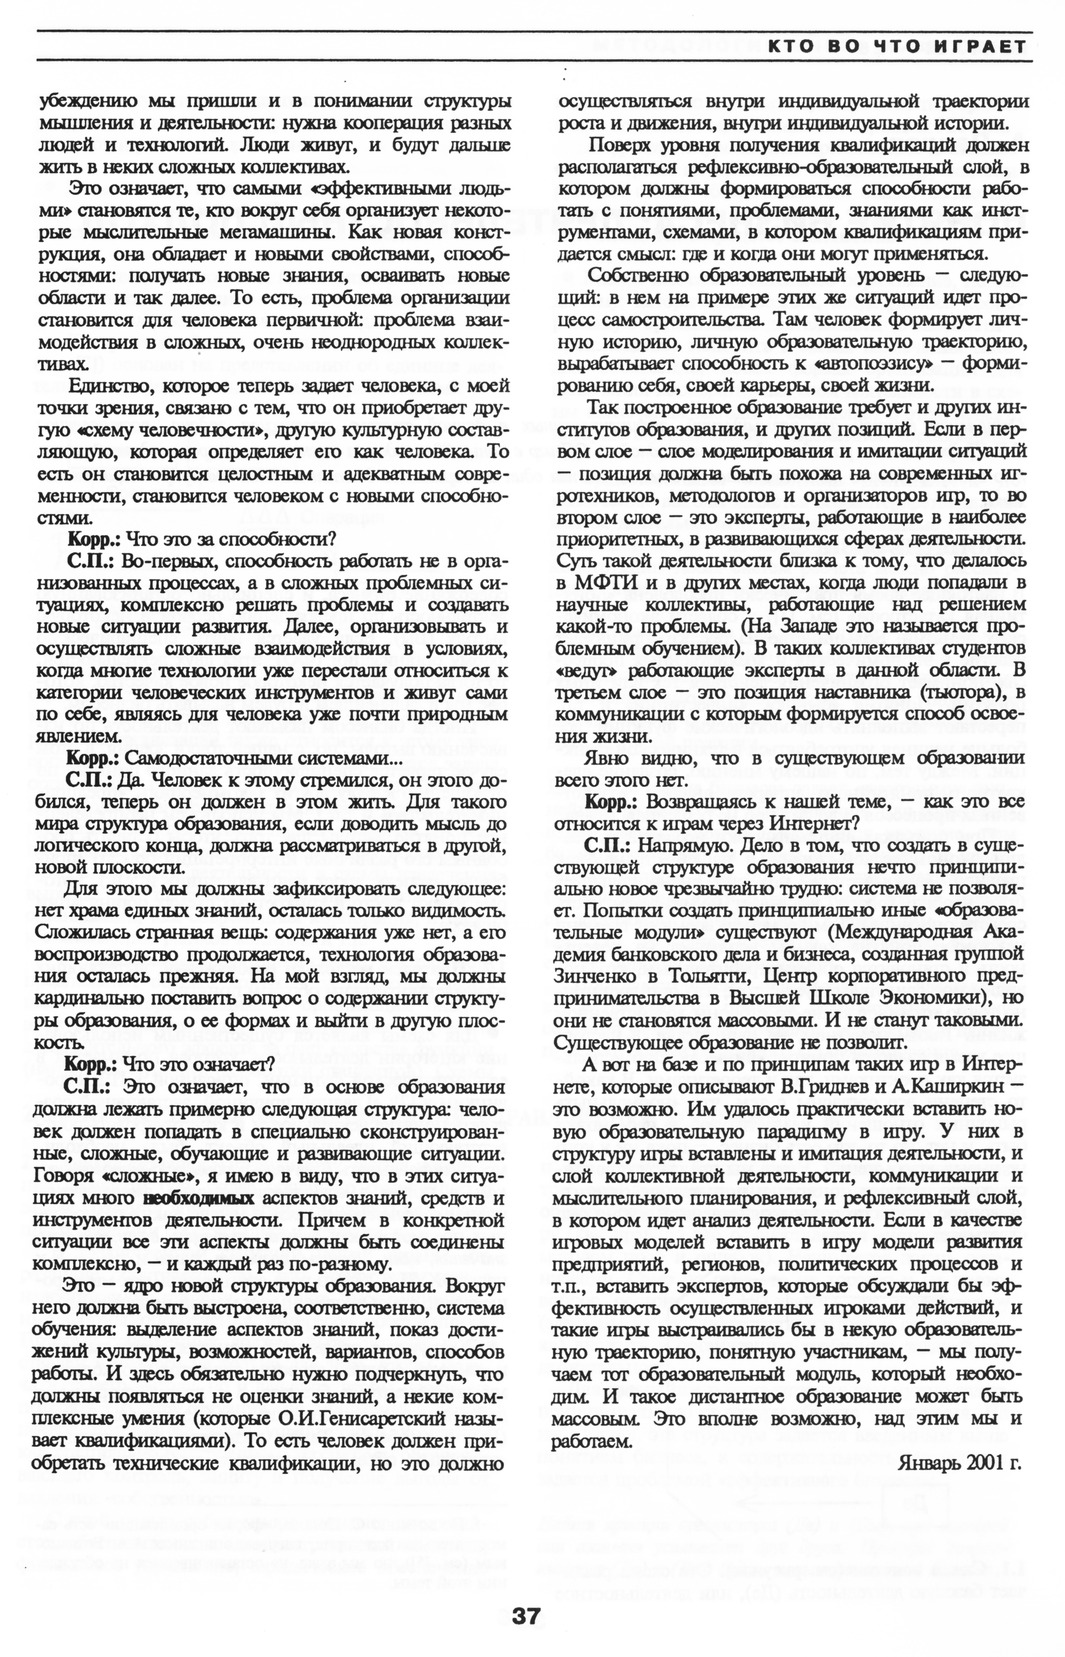 КТО ВО ЧТО ИГРАЕТ
убеждению мы пришли и в понимании структуры
мышления и деятельности: нужна кооперация разных
людей и технологий. Люди живут, и будут дальше
жить в неких сложных коллективах.
Это означает, что самыми «эффективными людь-
ми» становятся те, кто вокруг себя организует некото-
рые мыслительные мегамашины. Как новая конст-
рукция, она обладает и новыми свойствами, способ-
ностями: получать новые знания, осваивать новые
области и так далее. То есть, проблема организации
становится для человека первичной: проблема взаи-
модействия в сложных, очень неоднородных коллек-
тивах.
Единство, которое теперь задает человека, с моей
точки зрения, связано с тем, что он приобретает дру-
гую «схему человечности», другую культурную состав-
ляющую, которая определяет его как человека. То
есть он становится целостным и адекватным совре-
менности, становится человеком с новыми способно-
стями.
Корр.: Что это за способности?
С.П.: Во-первых, способность работать не в орга-
низованных процессах, а в сложных проблемных си-
туациях, комплексно решать проблемы и создавать
новые ситуации развития. Далее, организовывать и
осуществлять сложные взаимодействия в условиях,
когда многие технологии уже перестали относиться к
категории человеческих инструментов и живут сами
по себе, являясь для человека уже почти природным
явлением.
Корр.: Самодостаточными системами...
С.П.: Да. Человек к этому стремился, он этого до-
бился, теперь он должен в этом жить. Для такого
мира структура образования, если доводить мысль до
логического конца, должна рассматриваться в другой,
новой плоскости.
Для этого мы должны зафиксировать следующее:
нет храма единых знаний, осталась только видимость.
Сложилась странная вещь: содержания уже нет, а его
воспроизводство продолжается, технология образова-
ния осталась прежняя. На мой взгляд, мы должны
кардинально поставить вопрос о содержании структу-
ры образования, о ее формах и выйти в другую плос-
кость.
Корр.: Что это означает?
С.П.: Это означает, что в основе образования
должна лежать примерно следующая структура: чело-
век должен попадать в специально сконструирован-
ные, сложные, обучающие и развивающие ситуации.
Говоря «сложные», я имею в виду, что в этих ситуа-
циях много необходимых аспектов знаний, средств и
инструментов деятельности. Причем в конкретной
ситуации все эти аспекты должны быть соединены
комплексно, — и каждый раз по-разному.
Это — ядро новой структуры образования. Вокруг
него должна быть выстроена, соответственно, система
обучения: выделение аспектов знаний, показ дости-
жений культуры, возможностей, вариантов, способов
работы. И здесь обязательно нужно подчеркнуть, что
должны появляться не оценки знаний, а некие ком-
плексные умения (которые О.И.Генисаретский назы-
вает квалификациями). То есть человек должен при-
обретать технические квалификации, но это должно
осуществляться внутри индивидуальной траектории
роста и движения, внутри индивидуальной истории.
Поверх уровня получения квалификаций должен
располагаться рефлексивно-образовательный слой, в
котором должны формироваться способности рабо-
тать с понятиями, проблемами, знаниями как инст-
рументами, схемами, в котором квалификациям при-
дается смысл: где и когда они могут применяться.
Собственно образовательный уровень — следую-
щий: в нем на примере этих же ситуаций идет про-
цесс самостроительства. Там человек формирует лич-
ную историю, личную образовательную траекторию,
вырабатывает способность к «автопоэзису» — форми-
рованию себя, своей карьеры, своей жизни.
Так построенное образование требует и других ин-
ститутов образования, и других позиций. Если в пер-
вом слое — слое моделирования и имитации ситуаций
— позиция должна быть похожа на современных иг-
ротехников, методологов и организаторов игр, то во
втором слое — это эксперты, работающие в наиболее
приоритетных, в развивающихся сферах деятельности.
Суть такой деятельности близка к тому, что делалось
в МФТИ и в других местах, когда люди попадали в
научные коллективы, работающие над решением
какой-то проблемы. (На Западе это называется про-
блемным обучением). В таких коллективах студентов
«ведут» работающие эксперты в данной области. В
третьем слое — это позиция наставника (тьютора), в
коммуникации с которым формируется способ освое-
ния жизни.
Явно видно, что в существующем образовании
всего этого нет.
Корр.: Возвращаясь к нашей теме, — как это все
относится к играм через Интернет?
С.П.: Напрямую. Дело в том, что создать в суще-
ствующей структуре образования нечто принципи-
ально новое чрезвычайно трудно: система не позволя-
ет. Попытки создать принципиально иные «образова-
тельные модули» существуют (Международная Ака-
демия банковского дела и бизнеса, созданная группой
Зинченко в Тольятти, Центр корпоративного пред-
принимательства в Высшей Школе Экономики), но
они не становятся массовыми. И не станут таковыми.
Существующее образование не позволит.
А вот на базе и по принципам таких игр в Интер-
нете, которые описывают В.Гриднев и А.Каширкин —
это возможно. Им удалось практически вставить но-
вую образовательную парадигму в игру. У них в
структуру игры вставлены и имитация деятельности, и
слой коллективной деятельности, коммуникации и
мыслительного планирования, и рефлексивный слой,
в котором идет анализ деятельности. Если в качестве
игровых моделей вставить в игру модели развития
предприятий, регионов, политических процессов и
т.п., вставить экспертов, которые обсуждали бы эф-
фективность осуществленных игроками действий, и
такие игры выстраивались бы в некую образователь-
ную траекторию, понятную участникам, — мы полу-
чаем тот образовательный модуль, который необхо-
дим. И такое дистантное образование может быть
массовым. Это вполне возможно, над этим мы и
работаем.
Январь 2001 г.
37